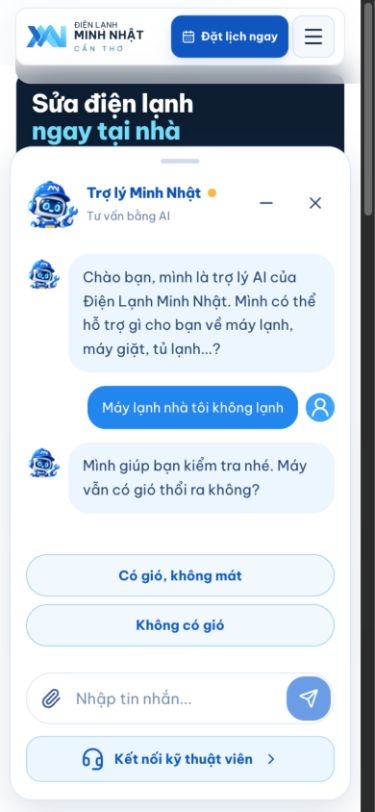 ĐIỆN LẠNH
MINH NHẬT
CẦN THƠ
Đặt lịch ngay
Sửa điện lạnh
ngay tại nhà
Trợ lý Minh Nhật
Tư vấn bằng AI
Chào bạn, mình là trợ lý AI của
Điện Lạnh Minh Nhật. Mình có thể
hỗ trợ gì cho bạn về máy lạnh,
máy giặt, tủ lạnh...?
Máy lạnh nhà tôi không lạnh
Mình giúp bạn kiểm tra nhé. Máy
vẫn có gió thổi ra không?
Có gió, không mát
Không có gió
Nhập tin nhắn...
Kết nối kỹ thuật viên